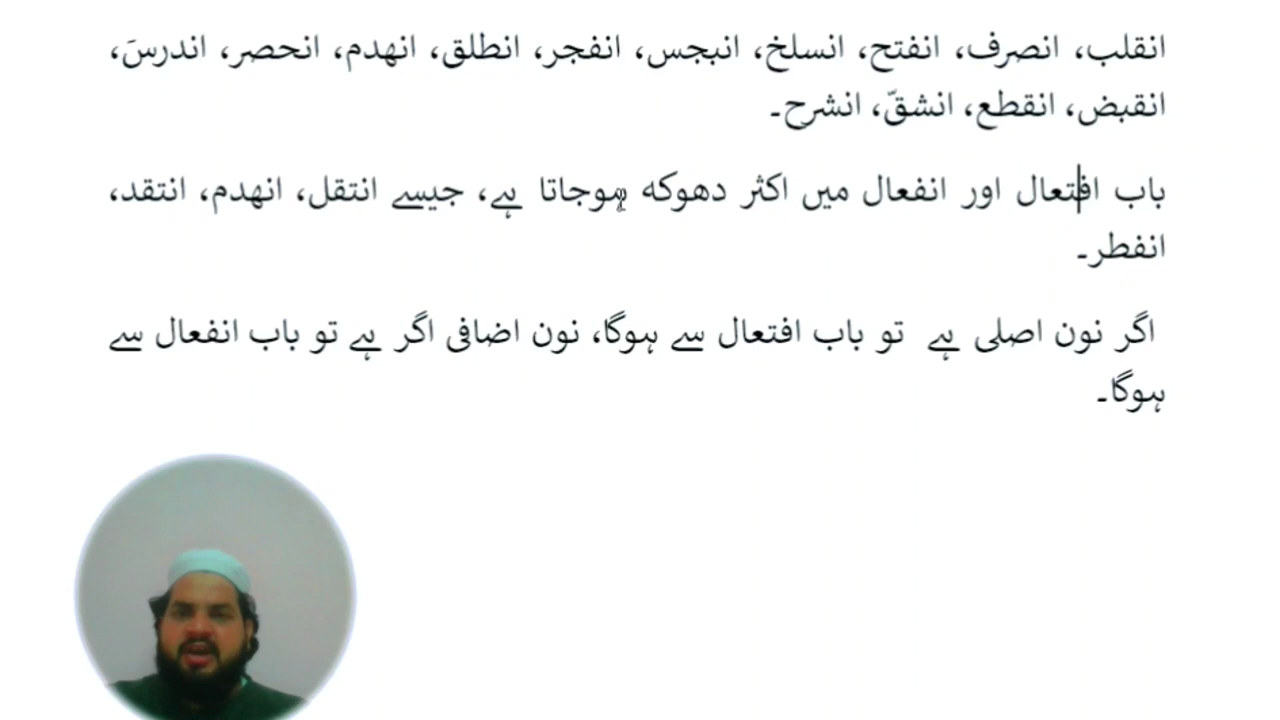 انقلب، انصرف، انفتح، انسلخ، انبجس، انفجر، انطلق، انهدم، انحصر، اندرسَ،
انقبض، انقطع، انشقّ، انشرح۔
باب افتعال اور انفعال میں اکثر دھوکہ ہوجاتا ہے، جیسے انتقل، انهدم، انتقد،
انفطر۔
اگر نون اصلی ہے تو باب افتعال سے ہوگا، نون اضافی اگر ہے تو باب انفعال سے
ہوگا۔